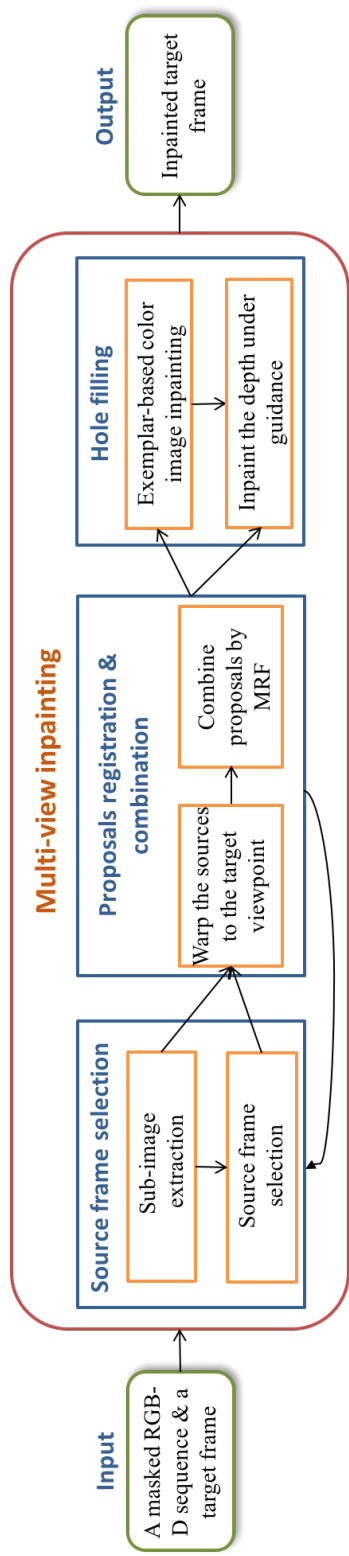 Input
A masked RGB-
D sequence & a
target frame
Multi-view inpainting
Source frame selection
Sub-image
extraction
Source frame
selection
Proposals registration &
combination
Warp the sources
to the target
viewpoint
Combine
proposals by
MRF
Hole filling
Exemplar-based color
image inpainting
Inpaint the depth under
guidance
Output
Inpainted target
frame